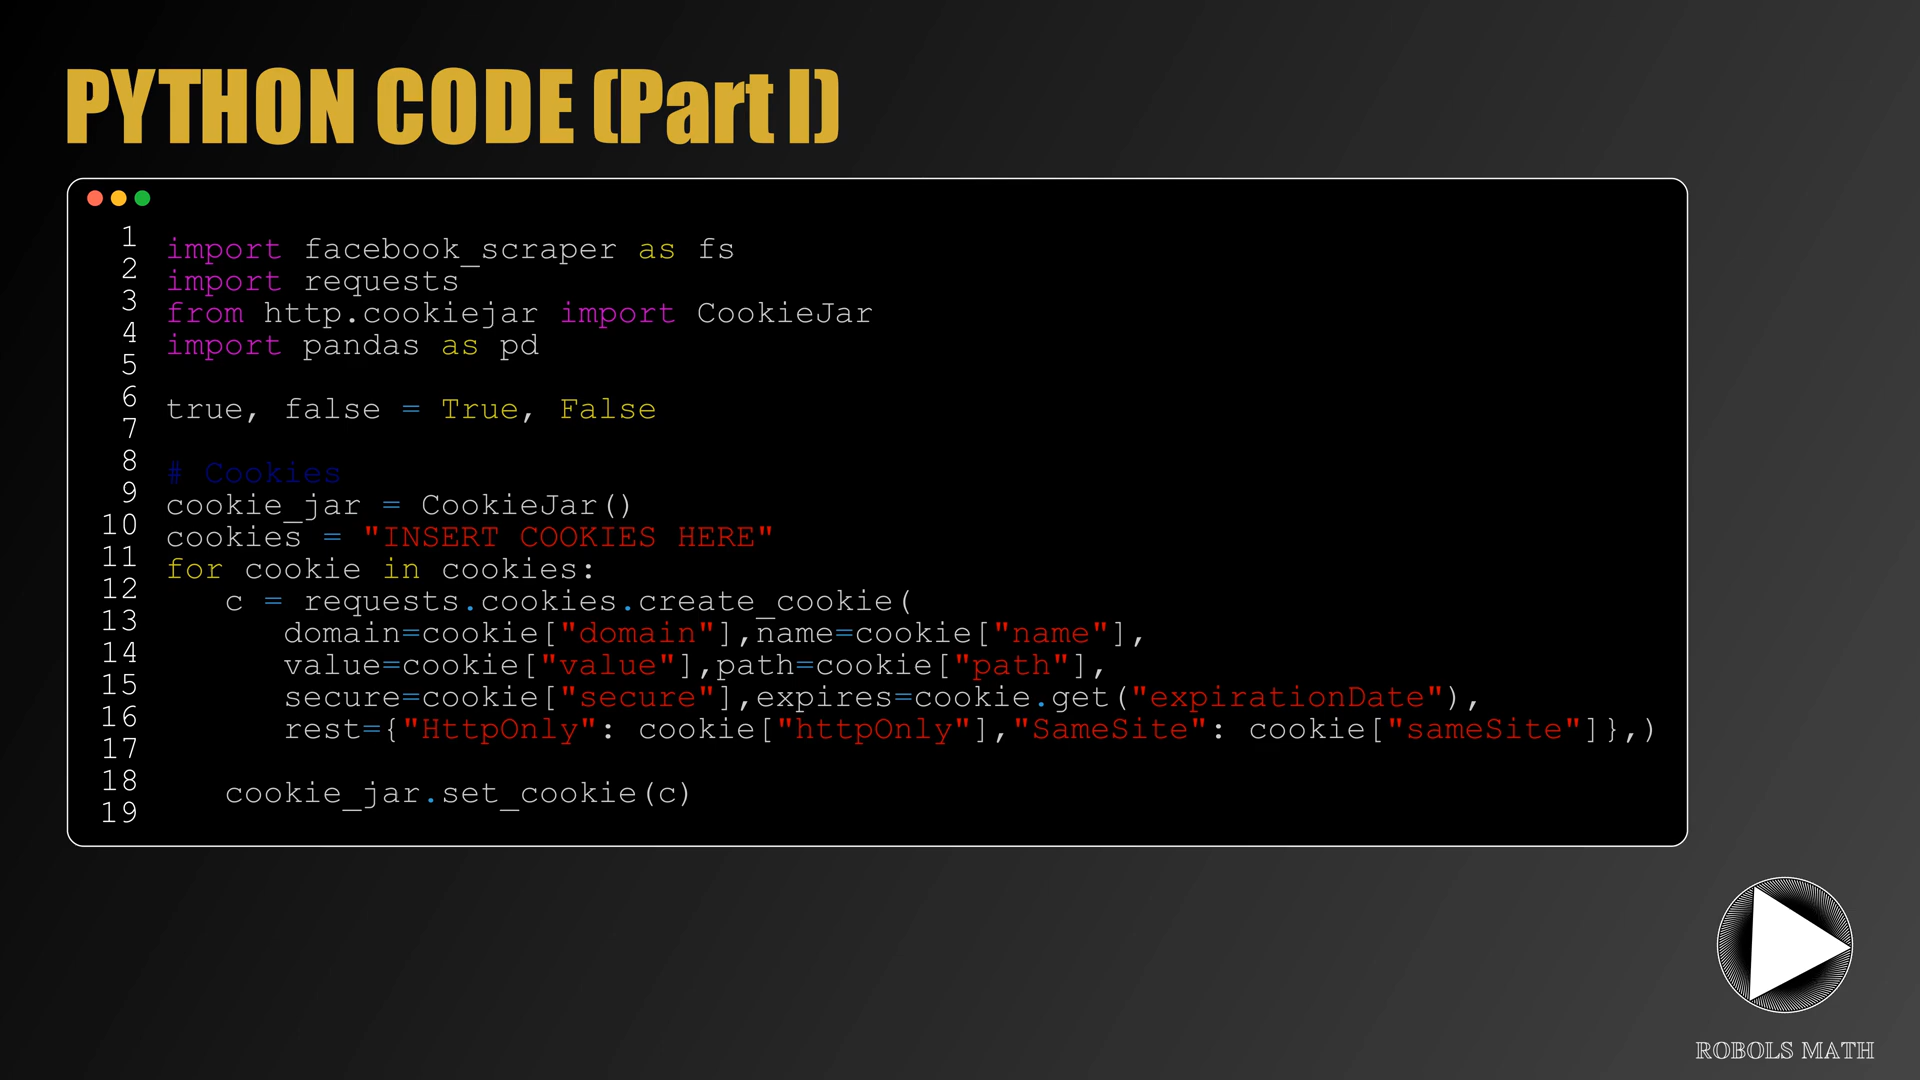 PYTHON CODE (Part I)
1
2
3
4
5
6
7
8
9
10
11
12
13
14
15
16
17
18
19
import facebook_scraper as fs
import requests
from http.cookiejar import CookieJar
import pandas as pd
true, false = True, False
# Cookies
cookie_jar = CookieJar()
cookies = "INSERT COOKIES HERE"
for cookie in cookies:
   c = requests.cookies.create_cookie(
      domain=cookie["domain"],name=cookie["name"],
      value=cookie["value"],path=cookie["path"],
      secure=cookie["secure"],expires=cookie.get("expirationDate"),
      rest={"HttpOnly": cookie["httpOnly"],"SameSite": cookie["sameSite"]},)
   cookie_jar.set_cookie(c)
ROBOLS MATH